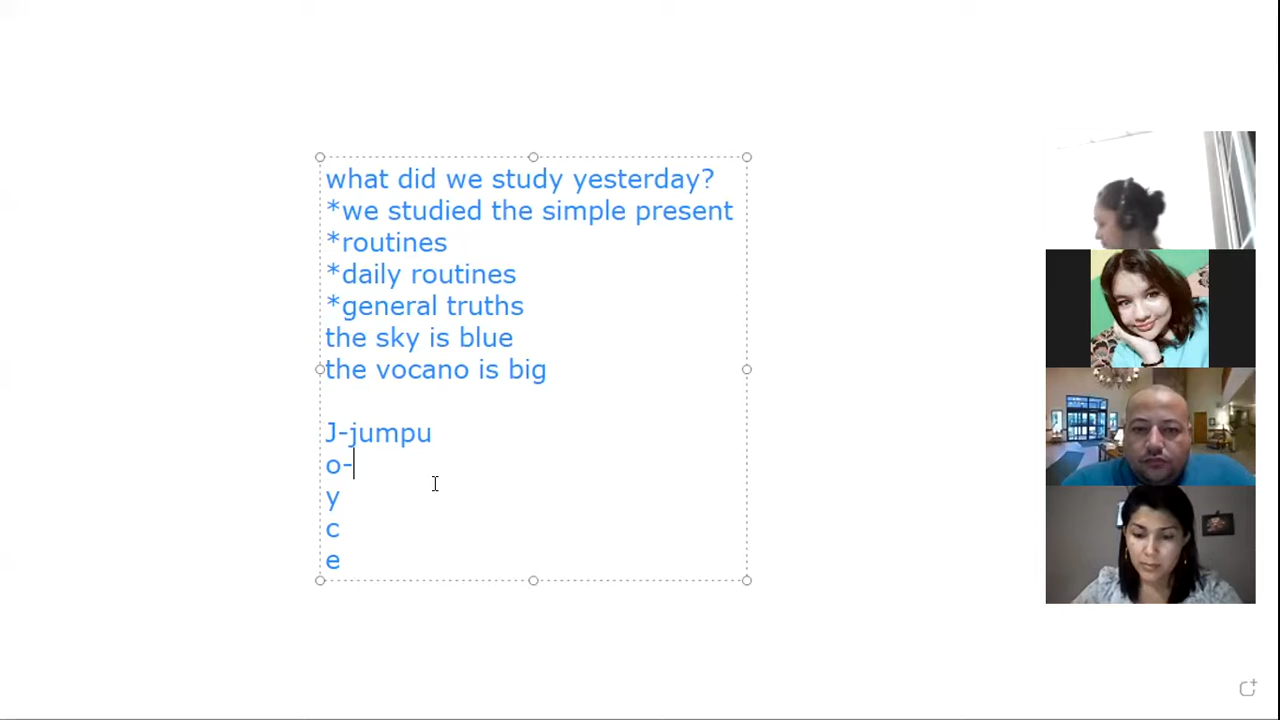 what did we study yesterday?
*we studied the simple present
*routines
*daily routines
*general truths
the sky is blue
the vocano is big
J-jumpu
o-
y
c
e